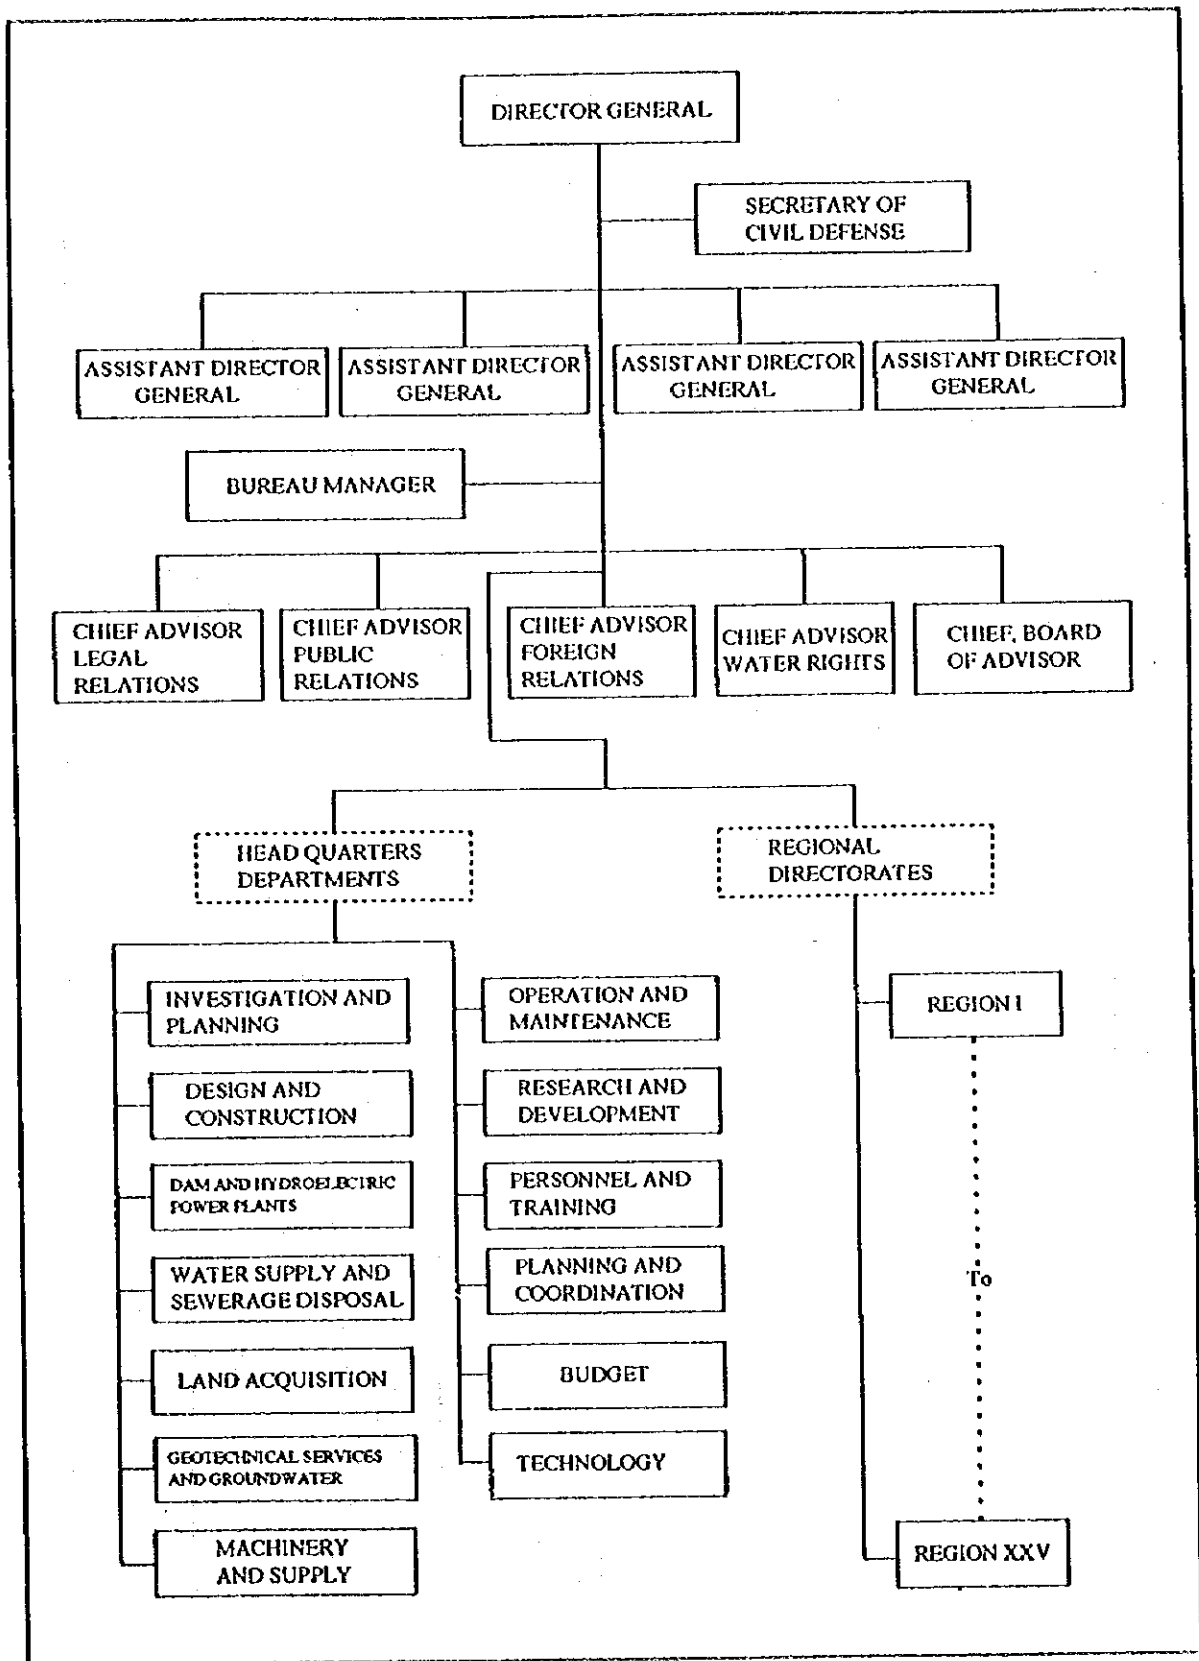 DIRECTOR GENERAL
SECRETARY OF
CIVIL DEFENSE
ASSISTANT DIRECTOR
GENERAL
ASSISTANT DIRECTOR
GENERAL
ASSISTANT DIRECTOR
GENERAL
ASSISTANT DIRECTOR
GENERAL
BUREAU MANAGER
CHIEF ADVISOR
LEGAL
RELATIONS
CHIEF ADVISOR
PUBLIC
RELATIONS
CHIEF ADVISOR
FOREIGN
RELATIONS
CHIEF ADVISOR
WATER RIGHTS
CHIEF, BOARD
OF ADVISOR
HEAD QUARTERS
DEPARTMENTS
REGIONAL
DIRECTORATES
INVESTIGATION AND
PLANNING
DESIGN AND
CONSTRUCTION
DAM AND HYDROELECTRIC
POWER PLANTS
WATER SUPPLY AND
SEWERAGE DISPOSAL
LAND ACQUISITION
GEOTECHNICAL SERVICES
AND GROUNDWATER
MACHINERY
AND SUPPLY
OPERATION AND
MAINTENANCE
RESEARCH AND
DEVELOPMENT
PERSONNEL AND
TRAINING
PLANNING AND
COORDINATION
BUDGET
TECHNOLOGY
REGION I
To
REGION XXV